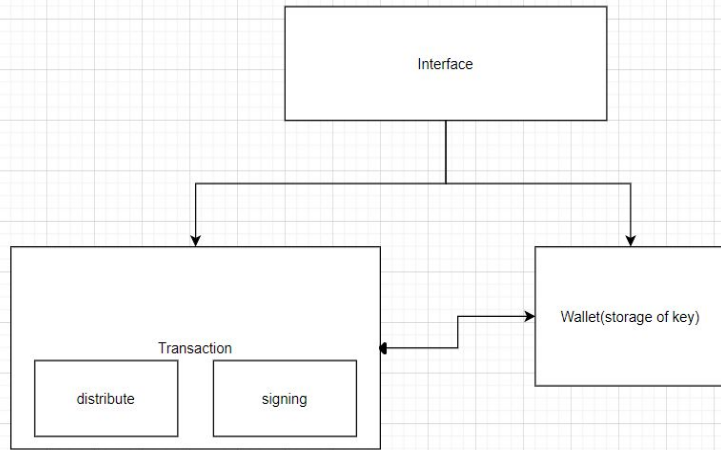 Interface
Transaction
Wallet(storage of key)
distribute
signing